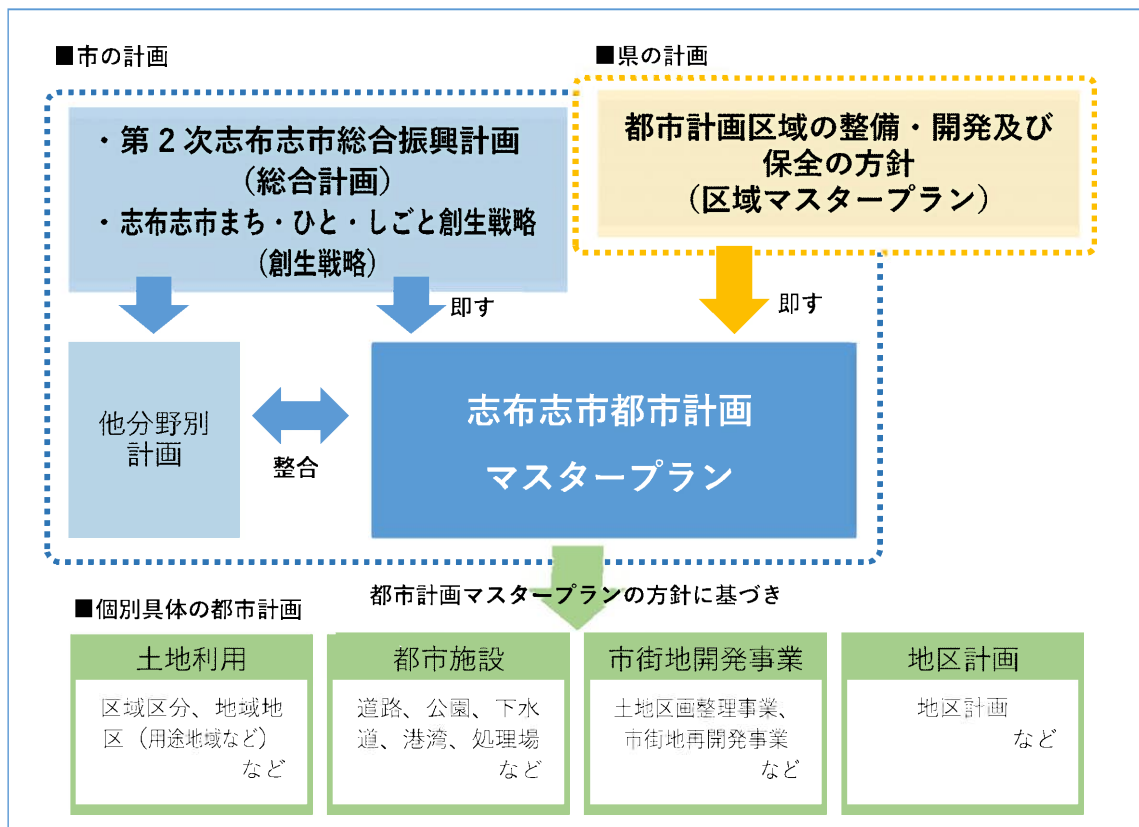 ■市の計画
■県の計画
・第２次志布志市総合振興計画
（総合計画）
・志布志市まち・ひと・しごと創生戦略
(創生戦略)
都市計画区域の整備・開発及び
保全の方針
（区域マスタープラン）
即す
即す
他分野別
計画
整合
志布志市都市計画
マスタープラン
都市計画マスタープランの方針に基づき
■個別具体の都市計画
土地利用
区域区分、地域地
区（用途地域など）
など
都市施設
道路、公園、下水
道、港湾、処理場
など
市街地開発事業
土地区画整理事業、
市街地再開発事業
など
地区計画
地区計画
など